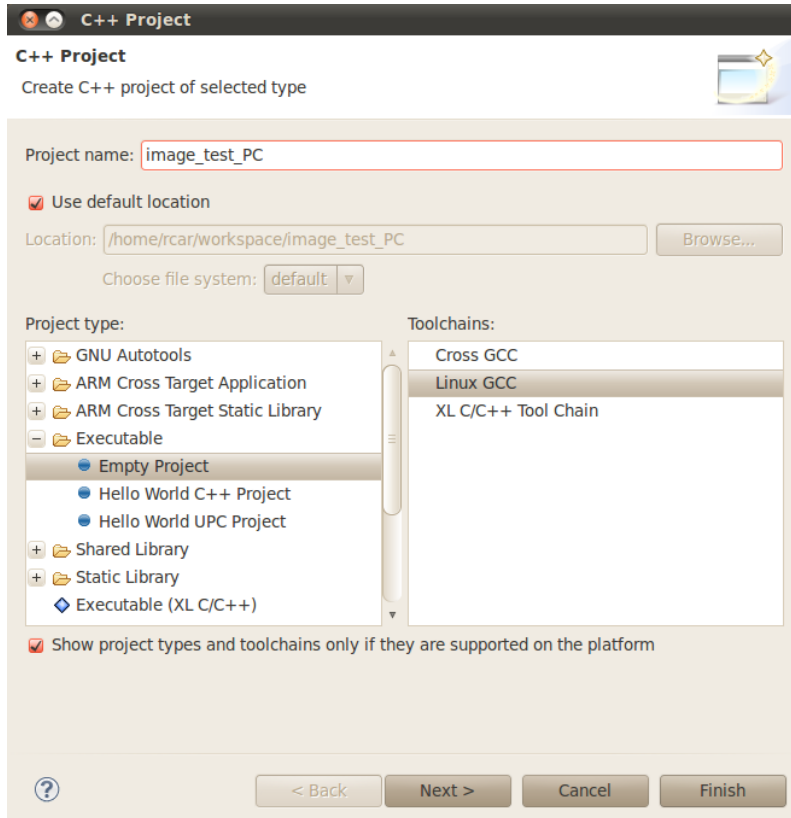 C++ Project
C++ Project
Create C++ project of selected type
Project name: image_test_PC
Use default location
Location: /home/rcar/workspace/image_test_PC Browse...
Choose file system: default
Project type:
GNU Autotools
ARM Cross Target Application
ARM Cross Target Static Library
Executable
Empty Project
Hello World C++ Project
Hello World UPC Project
Shared Library
Static Library
Executable (XL C/C++)
Toolchains:
Cross GCC
Linux GCC
XL C/C++ Tool Chain
Show project types and toolchains only if they are supported on the platform
? < Back Next > Cancel Finish